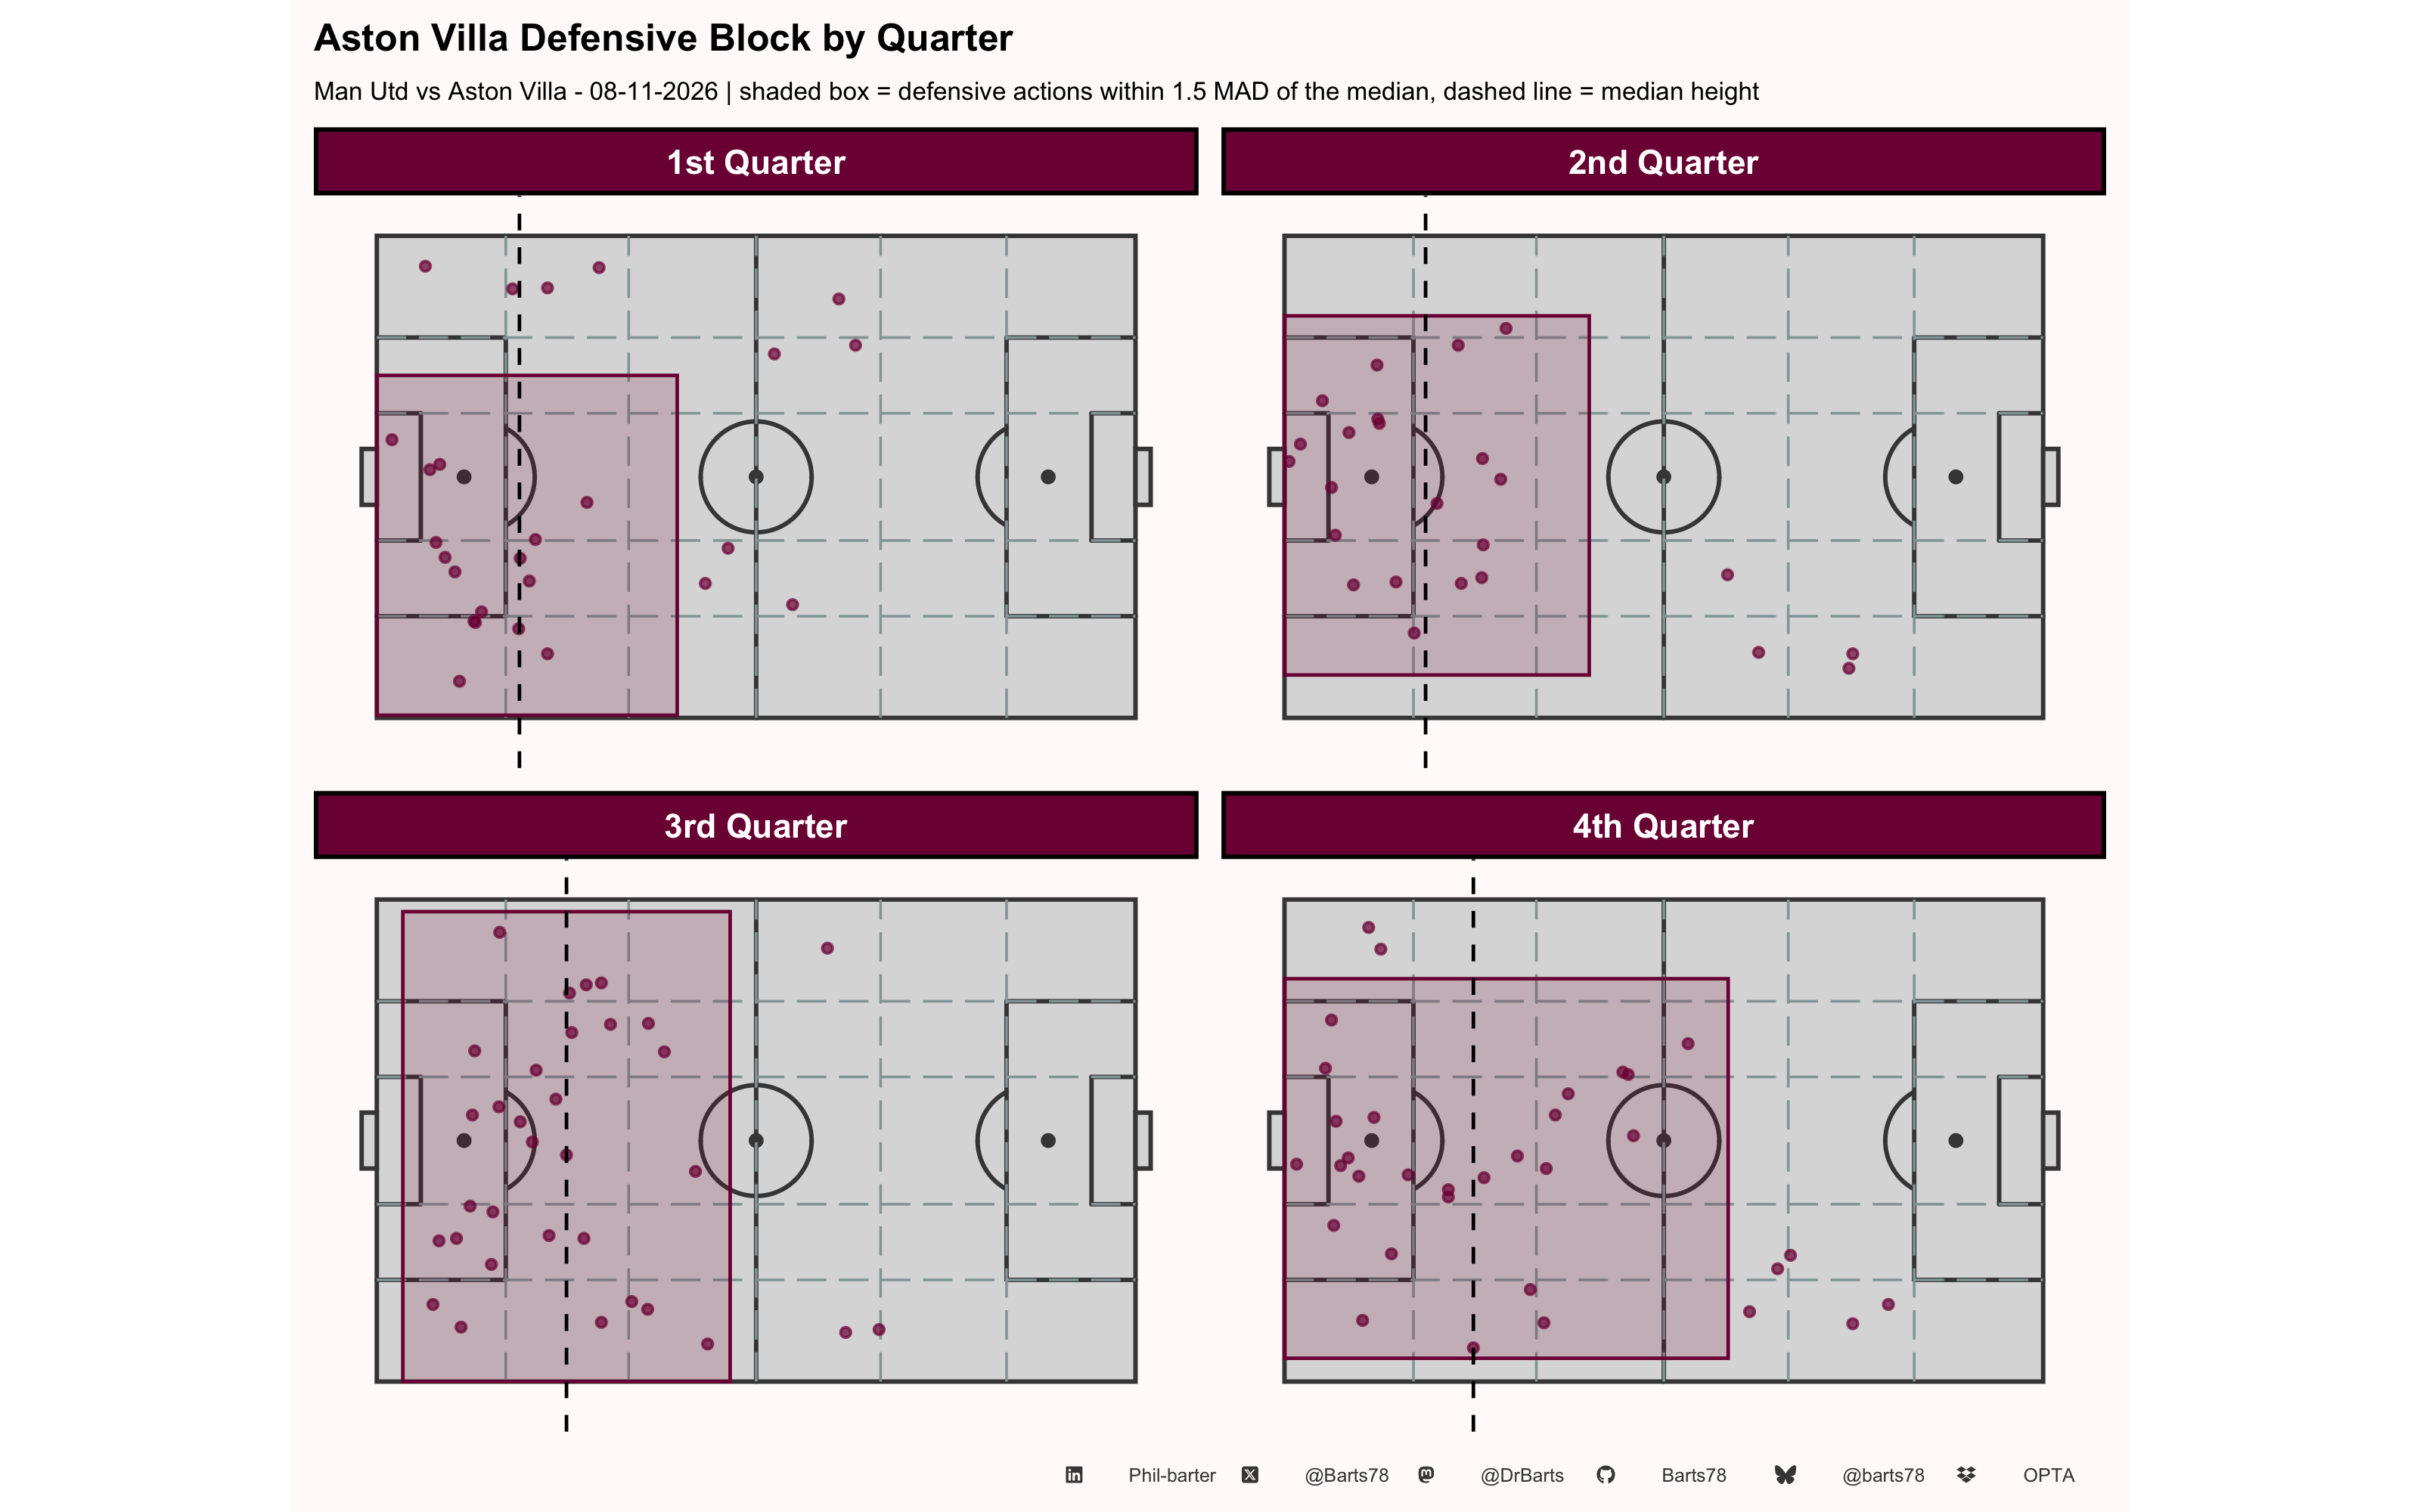 Aston Villa Defensive Block by Quarter
Man Utd vs Aston Villa - 08-11-2026 | shaded box = defensive actions within 1.5 MAD of the median, dashed line = median height
1st Quarter
2nd Quarter
3rd Quarter
4th Quarter
Phil-barter @Barts78 @DrBarts Barts78 @barts78 OPTA